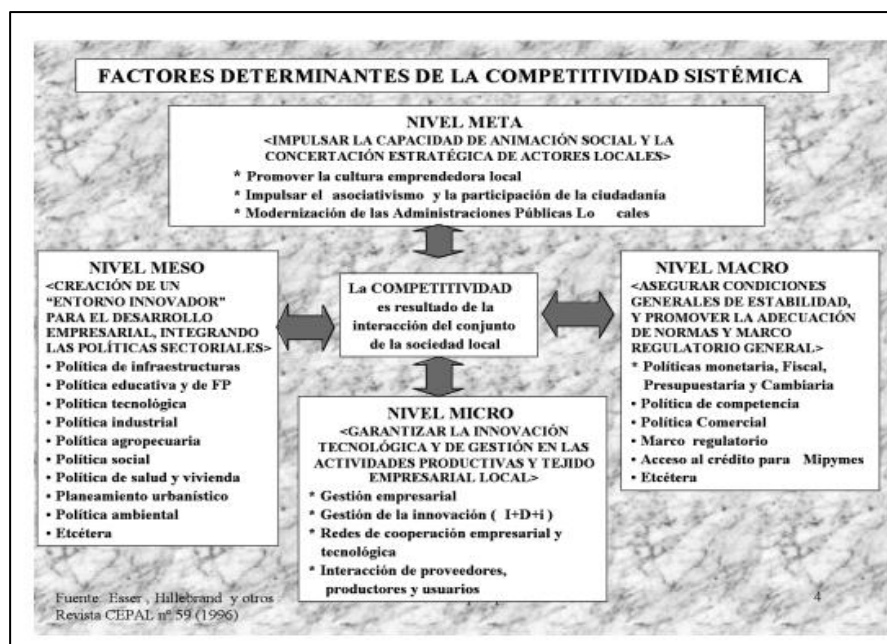 FACTORES DETERMINANTES DE LA COMPETITIVIDAD SISTÉMICA
NIVEL META
<IMPULSAR LA CAPACIDAD DE ANIMACIÓN SOCIAL Y LA
CONCERTACIÓN ESTRATÉGICA DE ACTORES LOCALES>
* Promover la cultura emprendedora local
* Impulsar el asociativismo y la participación de la ciudadanía
* Modernización de las Administraciones Públicas Lo cales
NIVEL MESO
<CREACIÓN DE UN
“ENTORNO INNOVADOR”
PARA EL DESARROLLO
EMPRESARIAL, INTEGRANDO
LAS POLÍTICAS SECTORIALES>
• Política de infraestructuras
• Política educativa y de FP
• Política tecnológica
• Política industrial
• Política agropecuaria
• Política social
• Política de salud y vivienda
• Planeamiento urbanístico
• Política ambiental
• Etcétera
La COMPETITIVIDAD
es resultado de la
interacción del conjunto
de la sociedad local
NIVEL MACRO
<ASEGURAR CONDICIONES
GENERALES DE ESTABILIDAD,
Y PROMOVER LA ADECUACIÓN
DE NORMAS Y MARCO
REGULATORIO GENERAL>
* Políticas monetaria, Fiscal,
Presupuestaria y Cambiaria
• Política de competencia
• Política Comercial
• Marco regulatorio
• Acceso al crédito para Mipymes
• Etcétera
NIVEL MICRO
<GARANTIZAR LA INNOVACIÓN
TECNOLÓGICA Y DE GESTIÓN EN LAS
ACTIVIDADES PRODUCTIVAS Y TEJIDO
EMPRESARIAL LOCAL>
* Gestión empresarial
* Gestión de la innovación ( I+D+i )
* Redes de cooperación empresarial y
tecnológica
* Interacción de proveedores,
productores y usuarios
Fuente Esser , Hillebrand y otros
Revista CEPAL nº 59 (1996)
4